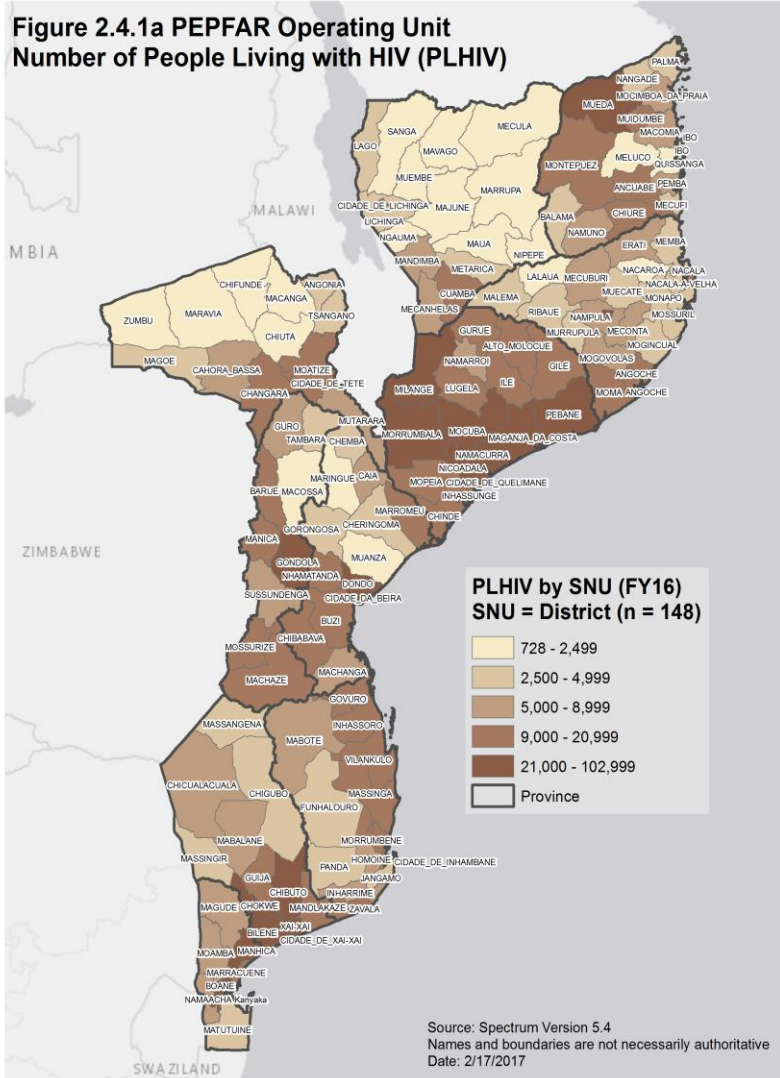 Figure 2.4.1a PEPFAR Operating Unit
Number of People Living with HIV (PLHIV)
PALMA
NANGADE
MOCIMBOA_DA_PRAIA
MUEDA
MUIDUMBE
MACOMIA
IBO
IBO
MELUCO
QUISSANGA
MONTEPUEZ
ANCUABE
PEMBA
MECUFI
CHIURE
BALAMA
NAMUNO
MECULA
SANGA
MAVAGO
LAGO
MUEMBE
MARRUPA
CIDADE_DE_LICHINGA
MAJUNE
LICHINGA
NGAUMA
MAUA
NIPEPE
MANDIMBA
METARICA
CUAMBA
MECANHELAS
MALAWI
MBIA
ERATI
MEMBA
LALAUA
MECUBURI
NACAROA
NACALA
NACALA-A-VELHA
MUECATE
MONAPO
MALEMA
RIBAUE
NAMPULA
MOSSURIL
MURRUPULA
MECONTA
MOGINCUAL
MOGOVOLAS
ANGOCHE
MOMA
ANGOCHE
GURUE
ALTO_MOLOCUE
NAMARROI
GILE
MILANGE
LUGELA
ILE
PEBANE
MORRUMBALA
MOCUBA
MAGANJA_DA_COSTA
NAMACURRA
NICOADALA
MOPEIA
CIDADE_DE_QUELIMANE
INHASSUNGE
CHINDE
CHIFUNDE
ANGONIA
MACANGA
ZUMBU
MARAVIA
TSANGANO
CHIUTA
MAGOE
CAHORA_BASSA
MOATIZE
CIDADE_DE_TETE
CHANGARA
MUTARARA
GURO
TAMBARA
CHEMBA
MARINGUE
CAIA
BARUE
MACOSSA
MARROMEU
CHERINGOMA
GORONGOSA
MANICA
MUANZA
GONDOLA
NHAMATANDA
DONDO
CIDADE_DA_BEIRA
SUSSUNDENGA
BUZI
CHIBABAVA
MOSSURIZE
MACHAZE
MACHANGA
ZIMBABWE
GOVURO
MASSANGENA
INHASSORO
MABOTE
VILANKULO
CHICUALACUALA
CHIGUBO
MASSINGA
FUNHALOURO
MABALANE
MORRUMBENE
MASSINGIR
HOMOINE
CIDADE_DE_INHAMBANE
PANDA
JANGAMO
GUIJA
CHIBUTO
INHARRIME
MAGUDE
CHOKWE
MANDLAKAZE
ZAVALA
XAI-XAI
BILENE
CIDADE_DE_XAI-XAI
MOAMBA
MANHICA
MARRACUENE
BOANE
NAMAACHA
Kanyaka
MATUTUINE
SWAZILAND
PLHIV by SNU (FY16)
SNU = District (n = 148)
728 - 2,499
2,500 - 4,999
5,000 - 8,999
9,000 - 20,999
21,000 - 102,999
Province
Source: Spectrum Version 5.4
Names and boundaries are not necessarily authoritative
Date: 2/17/2017